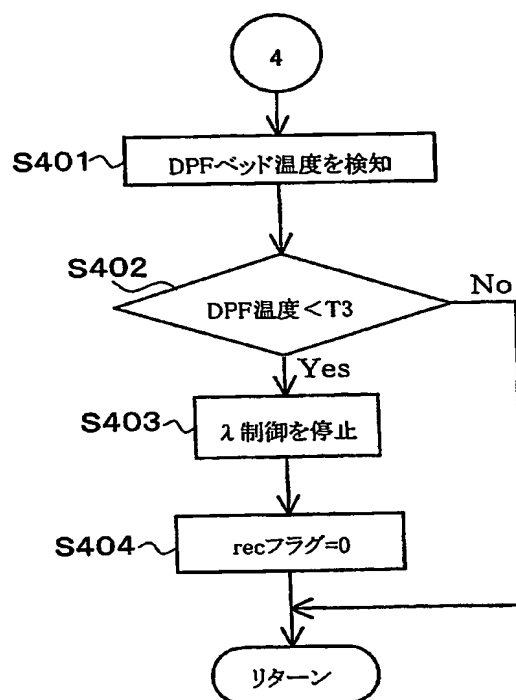 4
S401
DPFベッド温度を検知
S402
DPF温度<T3
No
Yes
S403
λ制御を停止
S404
recフラグ=0
リターン